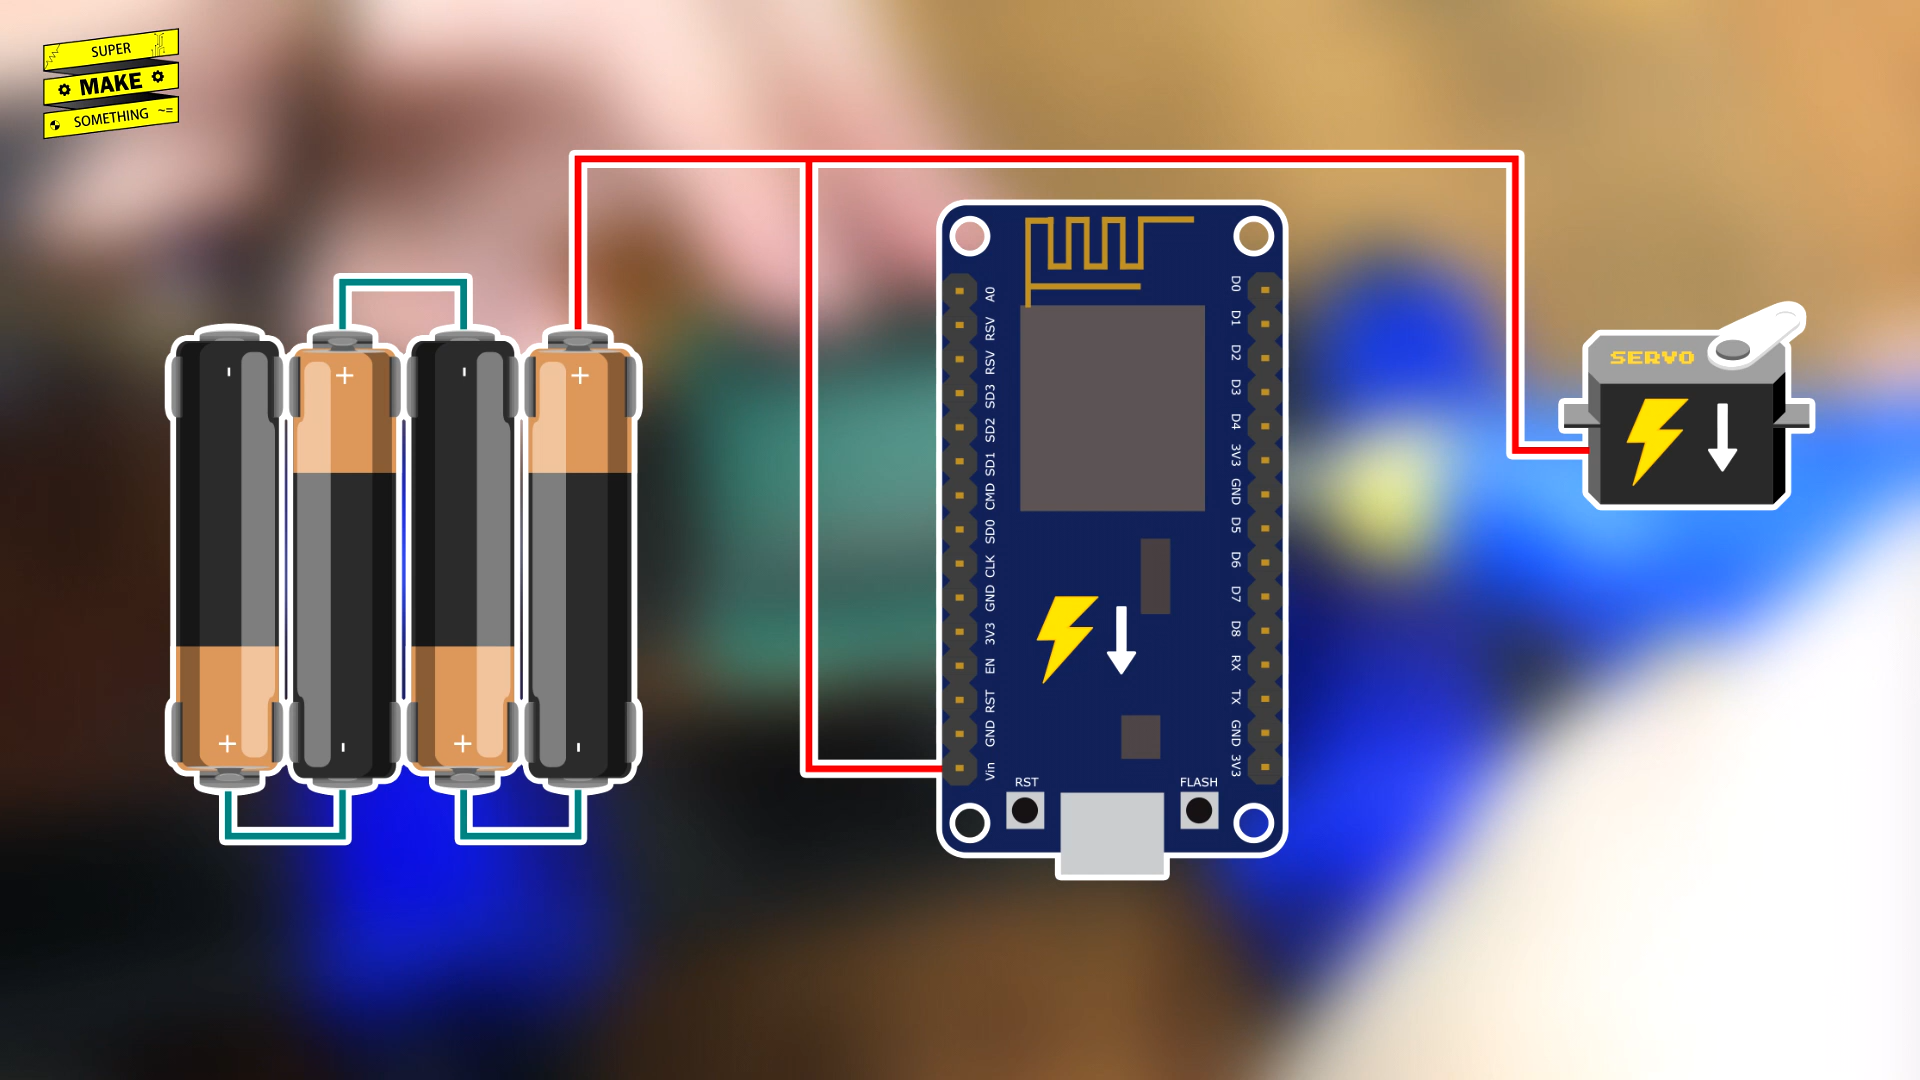 SUPER
MAKE
SOMETHING
~=
- + - +
+ - + -
A0
RSV
RSV
SD3
SD2
SD1
CMD
SD0
CLK
GND
3V3
EN
RST
GND
Vin
D0
D1
D2
D3
D4
3V3
GND
D5
D6
D7
D8
RX
TX
GND
3V3
RST
FLASH
SERVO